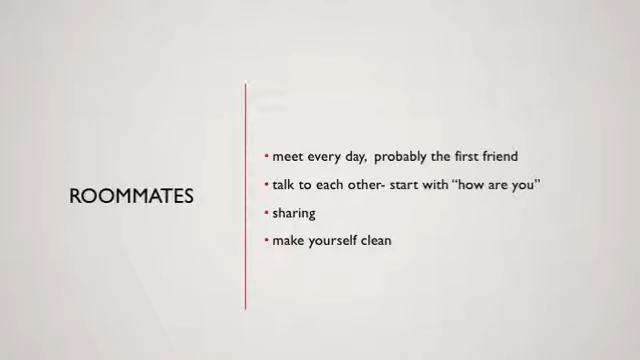 ROOMMATES
• meet every day, probably the first friend
• talk to each other- start with “how are you”
• sharing
• make yourself clean